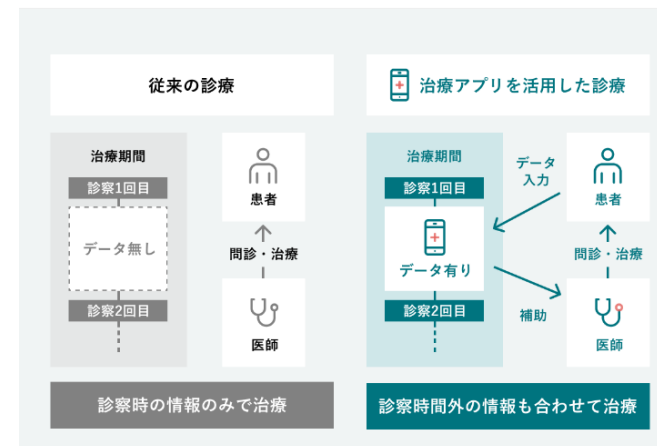 従来の診療
治療期間
診察1回目
データ無し
診察2回目
患者
問診・治療
医師
診察時の情報のみで治療
治療アプリを活用した診療
治療期間
診察1回目
データ有り
診察2回目
データ
入力
補助
患者
問診・治療
医師
診察時間外の情報も合わせて治療